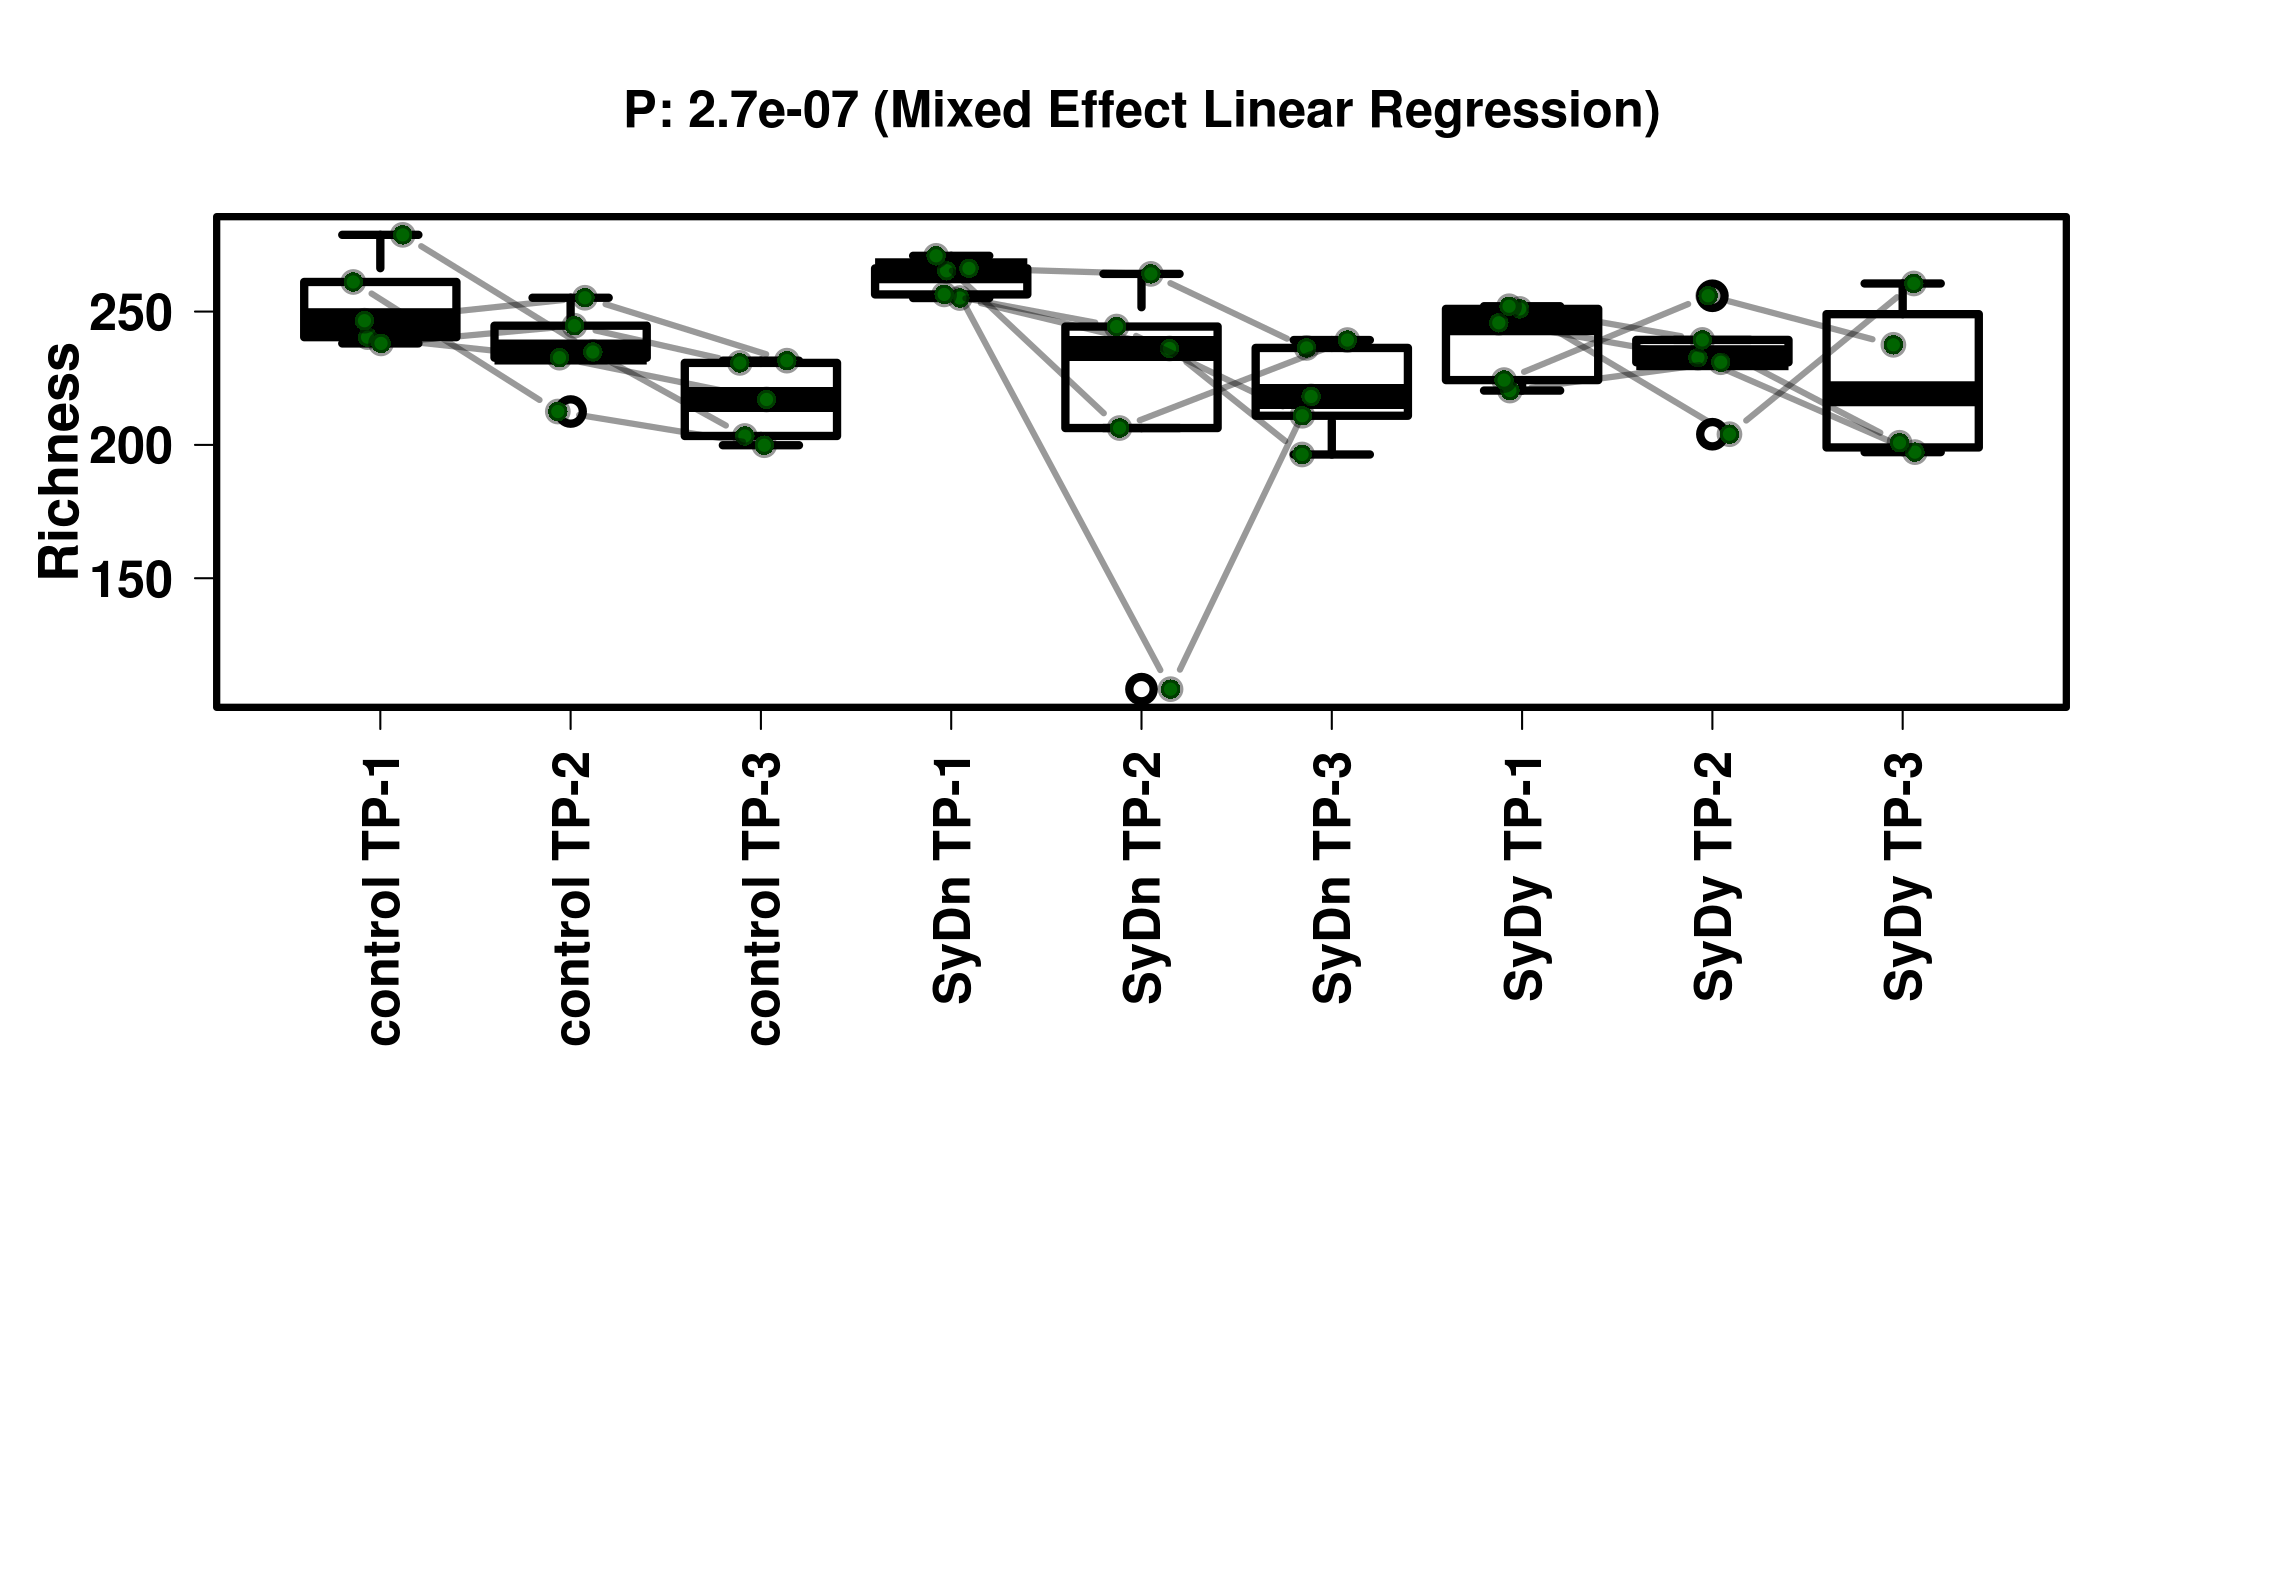 P: 2.7e-07 (Mixed Effect Linear Regression)
Richness
250
200
150
control TP-1
control TP-2
control TP-3
SyDn TP-1
SyDn TP-2
SyDn TP-3
SyDy TP-1
SyDy TP-2
SyDy TP-3